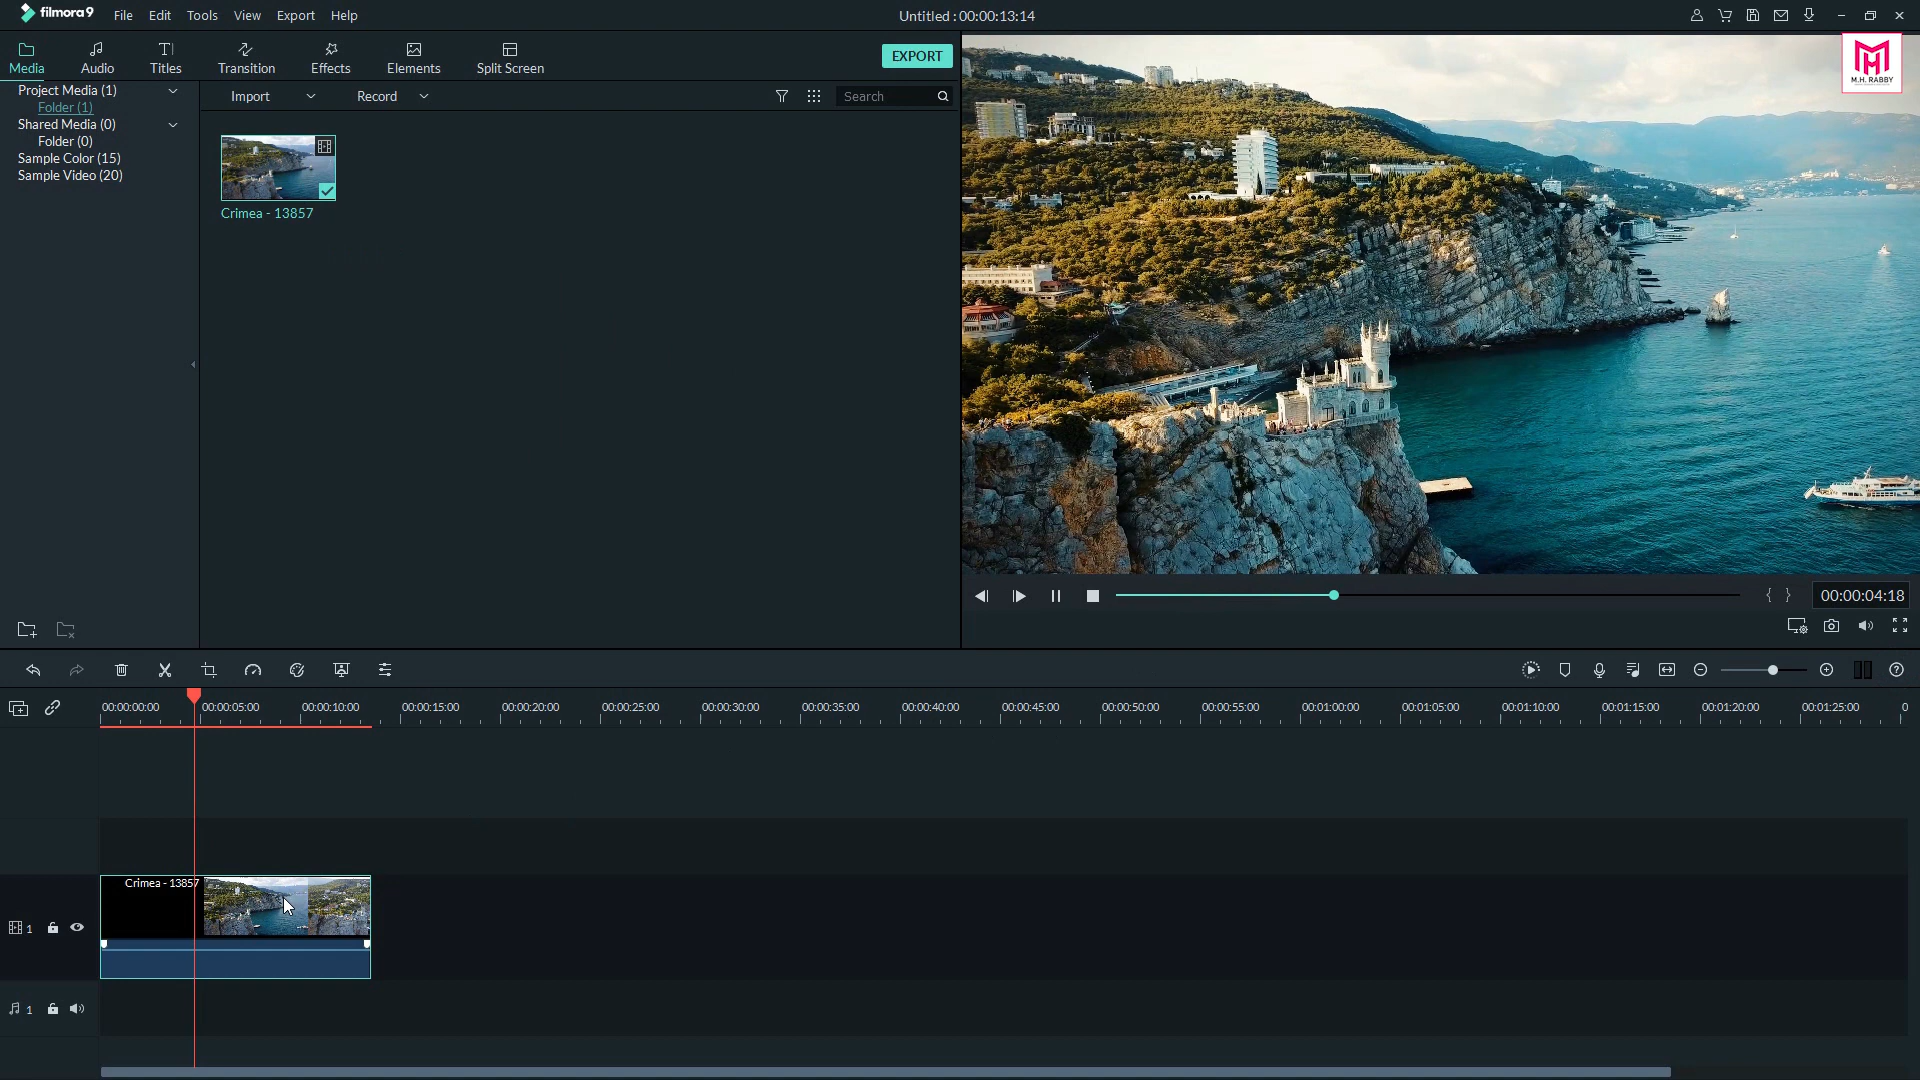 filmora9 File Edit Tools View Export Help Untitled : 00:00:13:14
Media Audio Titles Transition Effects Elements Split Screen EXPORT
M.H. RABBY
Project Media (1)
Folder (1)
Shared Media (0)
Folder (0)
Sample Color (15)
Sample Video (20)
Import Record Search
Crimea - 13857
{ } 00:00:04:18
00:00:00:00 00:00:05:00 00:00:10:00 00:00:15:00 00:00:20:00 00:00:25:00 00:00:30:00 00:00:35:00 00:00:40:00 00:00:45:00 00:00:50:00 00:00:55:00 00:01:00:00 00:01:05:00 00:01:10:00 00:01:15:00 00:01:20:00 00:01:25:00 0
Crimea - 13857
1
1